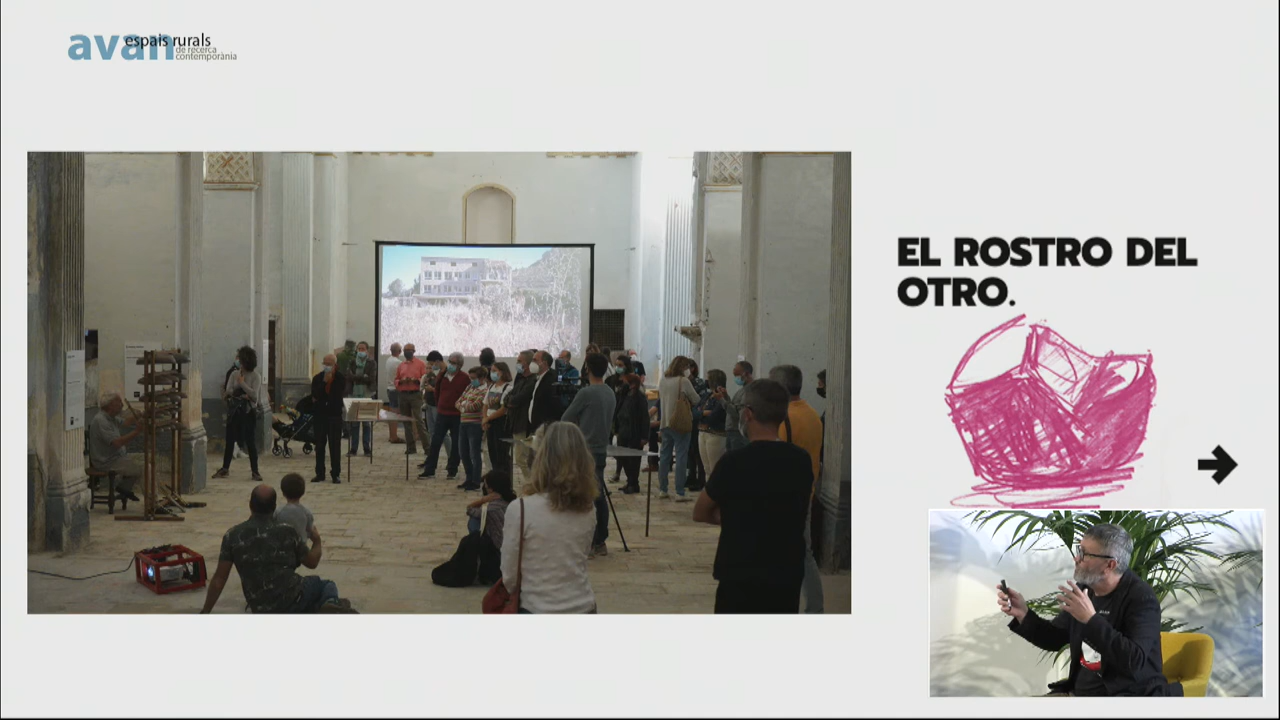 avan
espais rurals
de recerca
contemporània
EL ROSTRO DEL
OTRO.